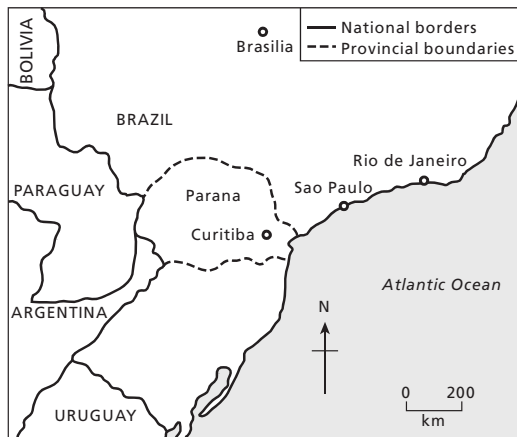 National borders
Provincial boundaries
BOLIVIA
Brasilia
BRAZIL
Rio de Janeiro
PARAGUAY
Parana
Sao Paulo
Curitiba
Atlantic Ocean
N
ARGENTINA
0 200
km
URUGUAY